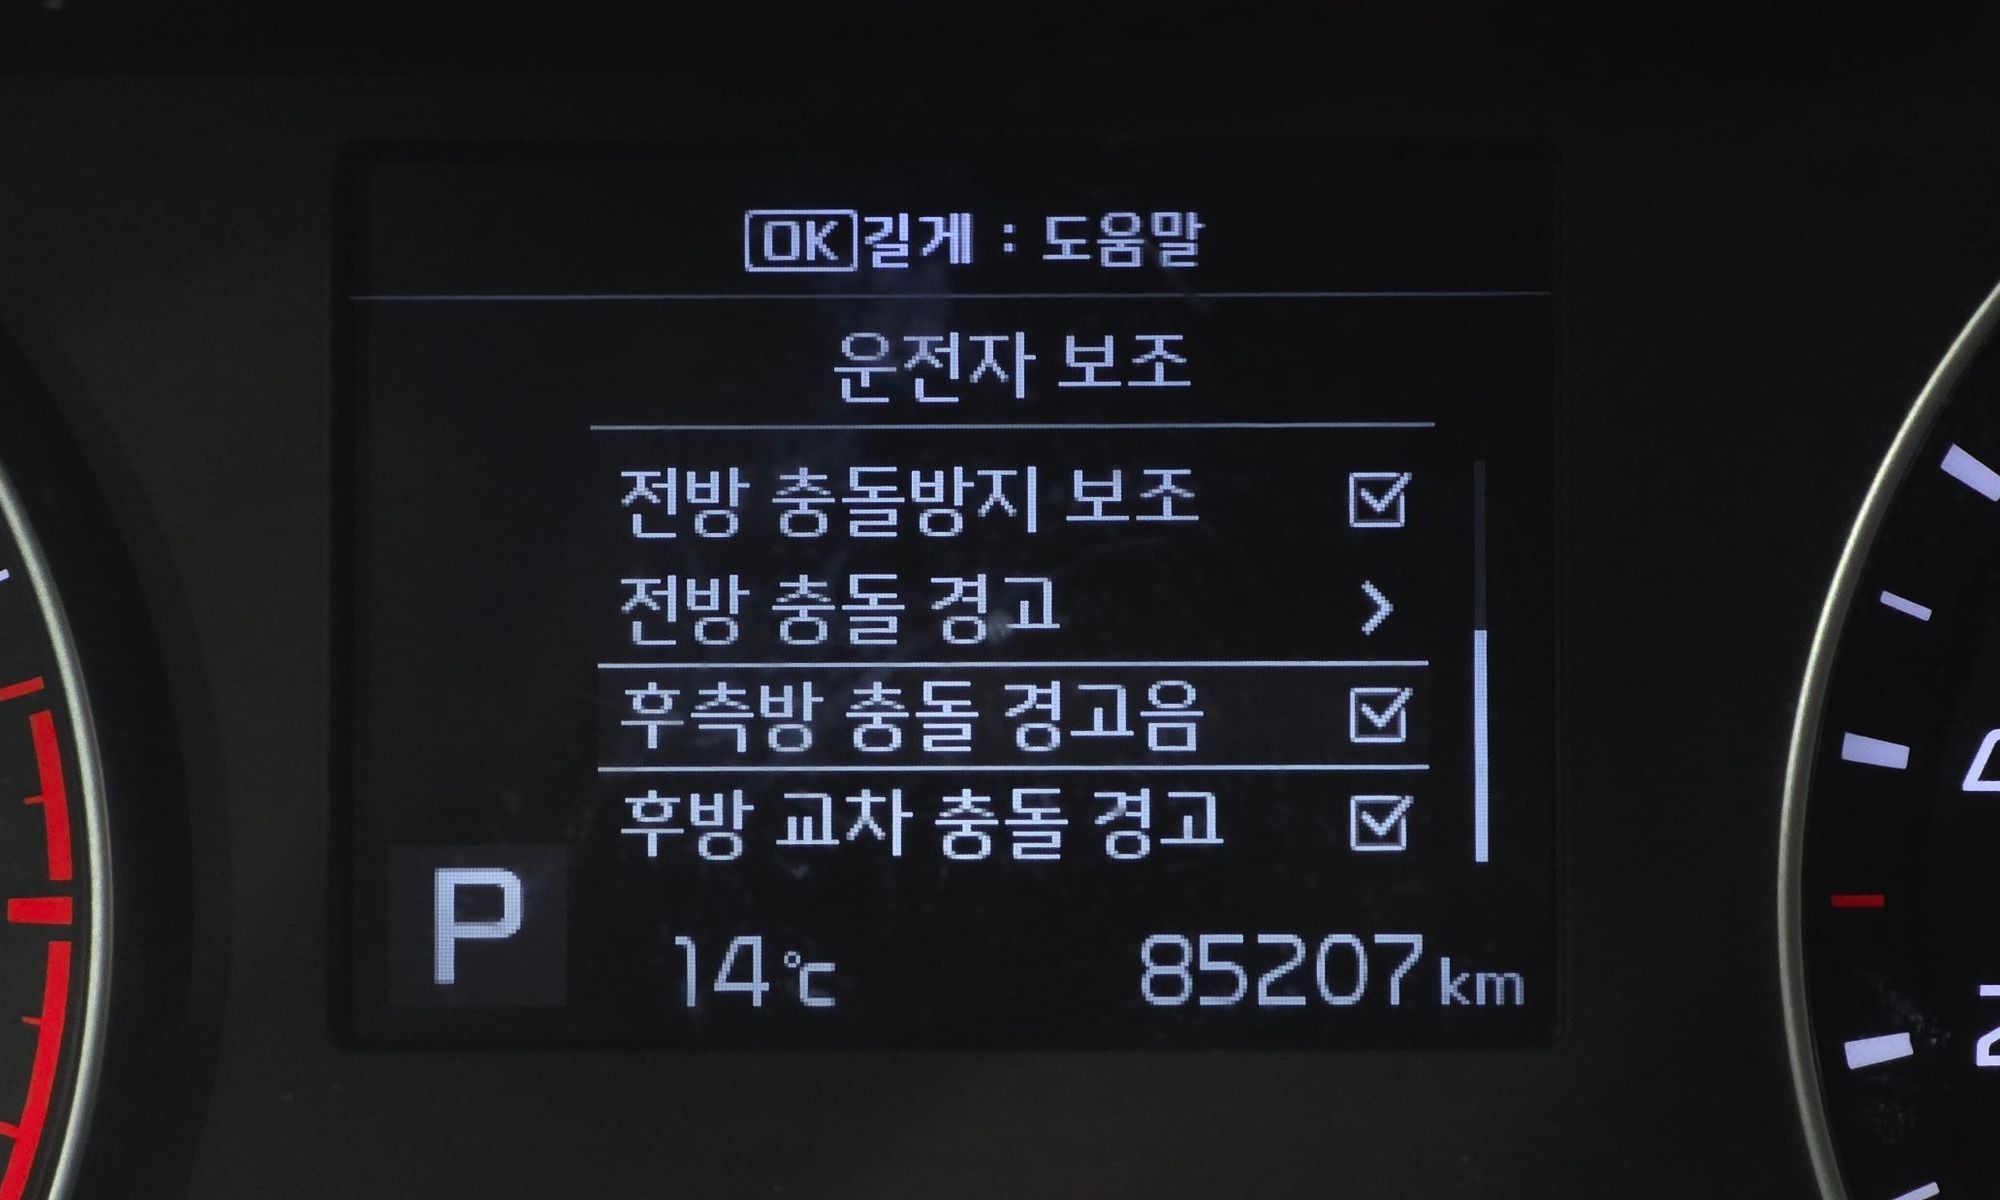 OK길게 : 도움말
운전자 보조
전방 충돌방지 보조
전방 충돌 경고
후측방 충돌 경고음
후방 교차 충돌 경고
P
14℃ 85207km